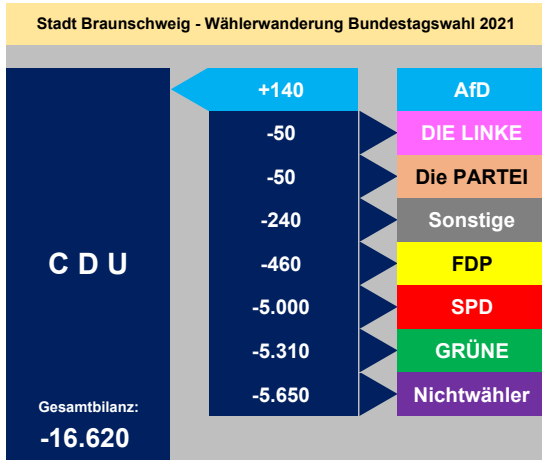 Stadt Braunschweig - Wählerwanderung Bundestagswahl 2021
+140 AfD
-50 DIE LINKE
-50 Die PARTEI
-240 Sonstige
C D U
-460 FDP
-5.000 SPD
-5.310 GRÜNE
-5.650 Nichtwähler
Gesamtbilanz:
-16.620